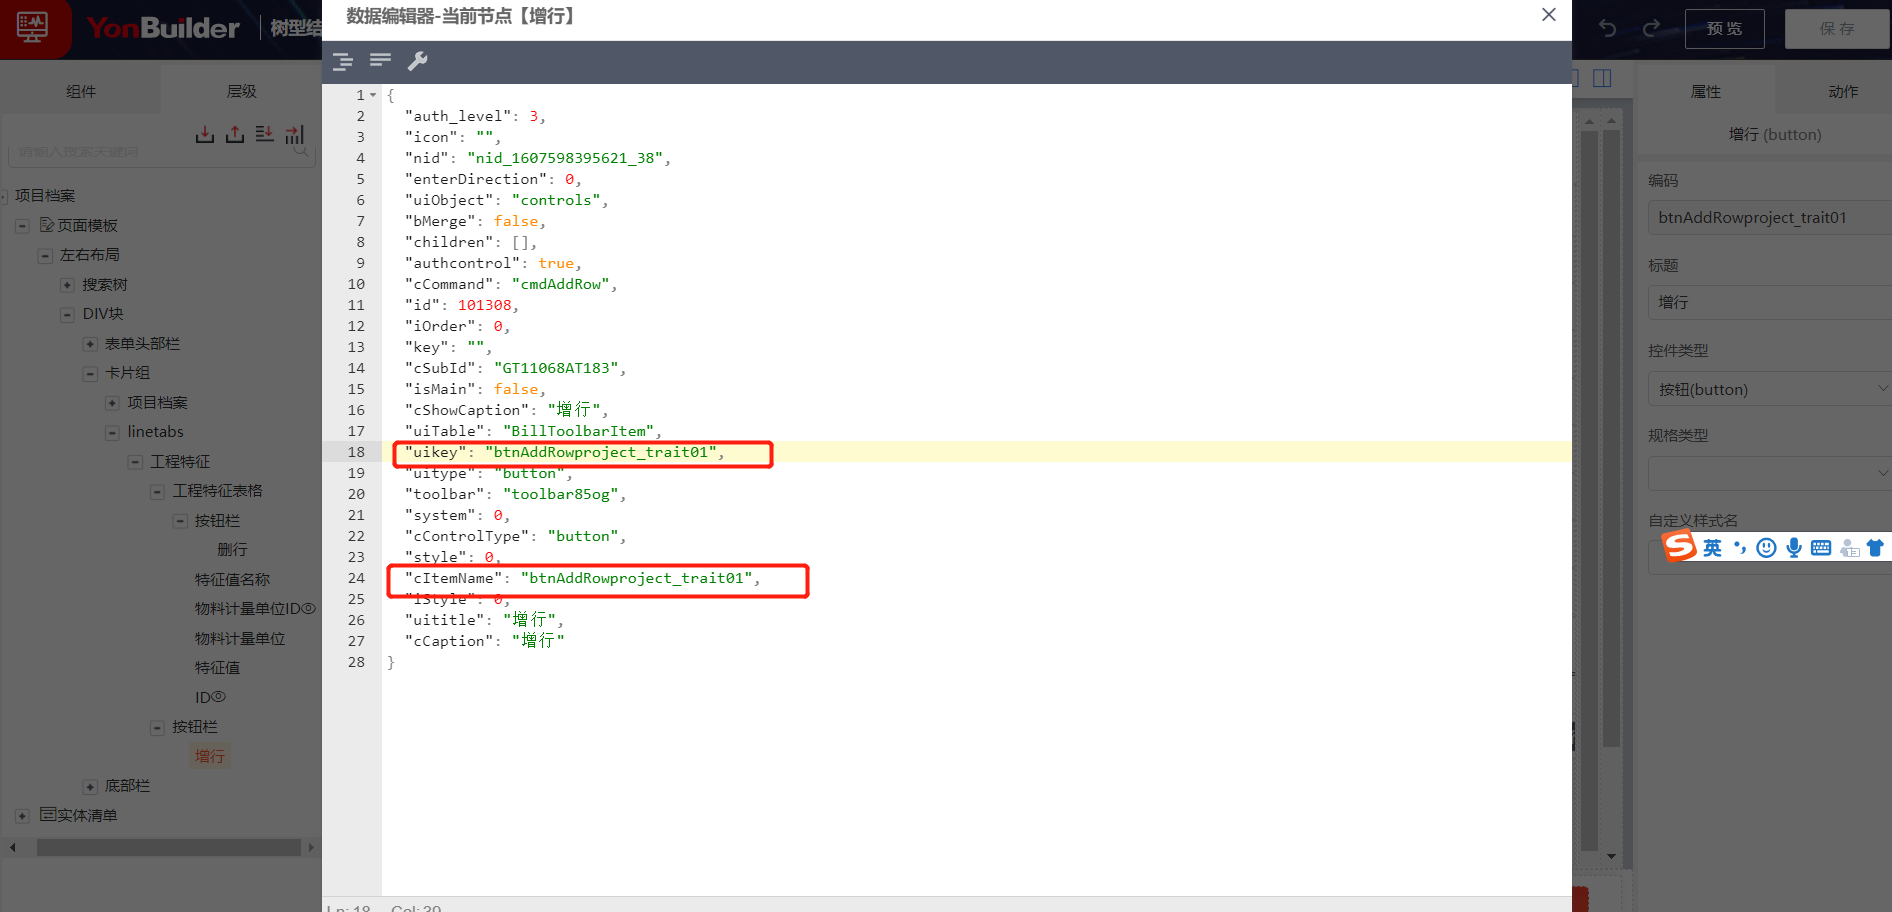 数据编辑器-当前节点【增行】
YonBuilder
树型结
预 览
保 存
组件
层级
请输入搜索关键词
项目档案
页面模板
左右布局
搜索树
DIV块
表单头部栏
卡片组
项目档案
linetabs
工程特征
工程特征表格
按钮栏
删行
特征值名称
物料计量单位ID
物料计量单位
特征值
ID
按钮栏
增行
底部栏
实体清单
1 {
2 "auth_level": 3,
3 "icon": "",
4 "nid": "nid_1607598395621_38",
5 "enterDirection": 0,
6 "uiObject": "controls",
7 "bMerge": false,
8 "children": [],
9 "authcontrol": true,
10 "cCommand": "cmdAddRow",
11 "id": 101308,
12 "iOrder": 0,
13 "key": "",
14 "cSubId": "GT11068AT183",
15 "isMain": false,
16 "cShowCaption": "增行",
17 "uiTable": "BillToolbarItem",
18 "uikey": "btnAddRowproject_trait01",
19 "uitype": "button",
20 "toolbar": "toolbar85og",
21 "system": 0,
22 "cControlType": "button",
23 "style": 0,
24 "cItemName": "btnAddRowproject_trait01",
25 "iStyle": 0,
26 "uititle": "增行",
27 "cCaption": "增行"
28 }
Ln: 18 Col: 39
属性
动作
增行 (button)
编码
btnAddRowproject_trait01
标题
增行
控件类型
按钮(button)
规格类型
自定义样式名
S 英